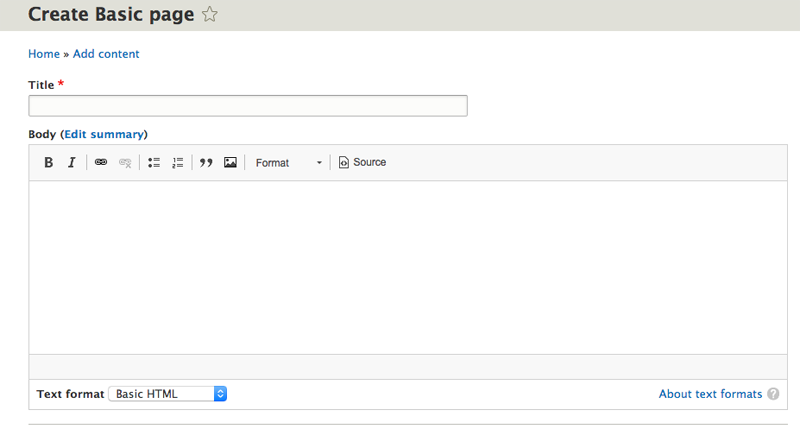 Create Basic page
Home » Add content
Title *
Body (Edit summary)
B I Format Source
Text format Basic HTML About text formats ?